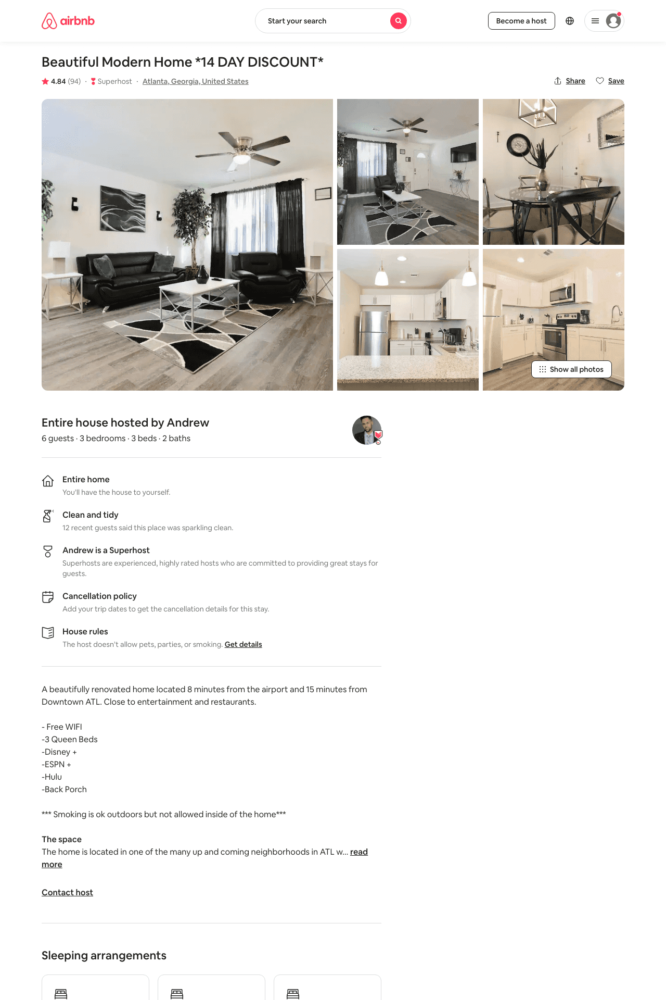 airbnb
Start your search
Become a host
Beautiful Modern Home *14 DAY DISCOUNT*
4.84 (94) · Superhost · Atlanta, Georgia, United States
Share
Save
Show all photos
Entire house hosted by Andrew
6 guests · 3 bedrooms · 3 beds · 2 baths
Entire home
You’ll have the house to yourself.
Clean and tidy
12 recent guests said this place was sparkling clean.
Andrew is a Superhost
Superhosts are experienced, highly rated hosts who are committed to providing great stays for
guests.
Cancellation policy
Add your trip dates to get the cancellation details for this stay.
House rules
The host doesn’t allow pets, parties, or smoking. Get details
A beautifully renovated home located 8 minutes from the airport and 15 minutes from
Downtown ATL. Close to entertainment and restaurants.
- Free WIFI
-3 Queen Beds
-Disney +
-ESPN +
-Hulu
-Back Porch
*** Smoking is ok outdoors but not allowed inside of the home***
The space
The home is located in one of the many up and coming neighborhoods in ATL w... read
more
Contact host
Sleeping arrangements